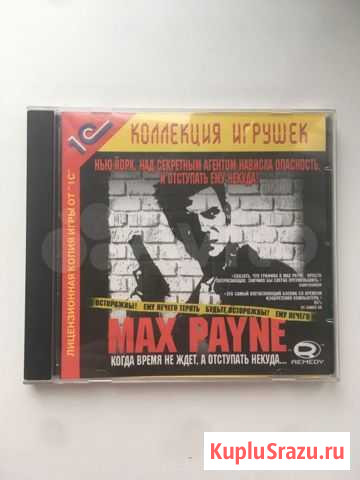 1С
КОЛЛЕКЦИЯ ИГРУШЕК
ЛИЦЕНЗИОННАЯ КОПИЯ ИГРЫ ОТ "1С"
НЬЮ ЙОРК. НАД СЕКРЕТНЫМ АГЕНТОМ НАВИСЛА ОПАСНОСТЬ,
И ОТСТУПАТЬ ЕМУ НЕКУДА!
ОСТОРОЖНЫ! ЕМУ НЕЧЕГО ТЕРЯТЬ БУДЬТЕ ОСТОРОЖНЫ! ЕМУ НЕЧЕГО
MAX PAYNE
КОГДА ВРЕМЯ НЕ ЖДЕТ, А ОТСТУПАТЬ НЕКУДА...
REMEDY
KupluSrazu.ru